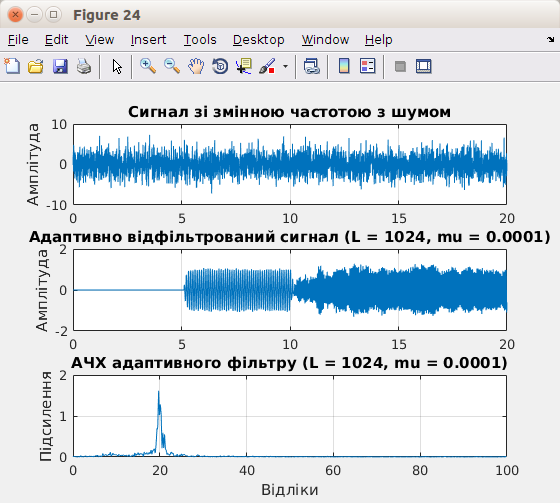 Figure 24
File Edit View Insert Tools Desktop Window Help
Сигнал зі змінною частотою з шумом
Амплітуда
10
0
-10
0 5 10 15 20
Адаптивно відфільтрований сигнал (L = 1024, mu = 0.0001)
Амплітуда
2
0
-2
0 5 10 15 20
АЧХ адаптивного фільтру (L = 1024, mu = 0.0001)
Підсилення
2
1
0
0 20 40 60 80 100
Відліки